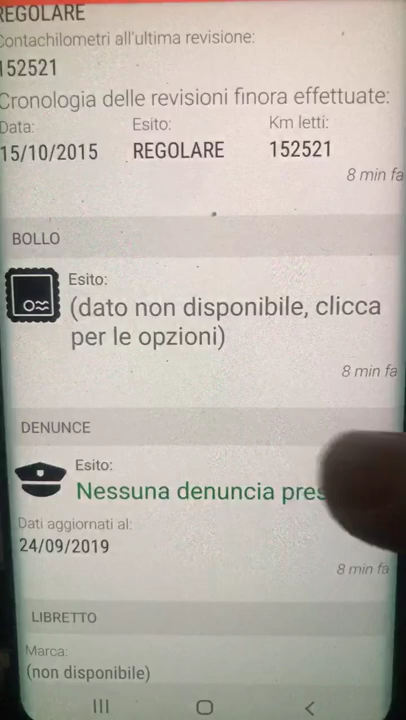 REGOLARE
Contachilometri all'ultima revisione:
152521
Cronologia delle revisioni finora effettuate:
Data: Esito: Km letti:
15/10/2015 REGOLARE 152521
8 min fa
BOLLO
Esito:
(dato non disponibile, clicca
per le opzioni)
8 min fa
DENUNCE
Esito:
Nessuna denuncia
Dati aggiornati al:
24/09/2019
8 min fa
LIBRETTO
Marca:
(non disponibile)